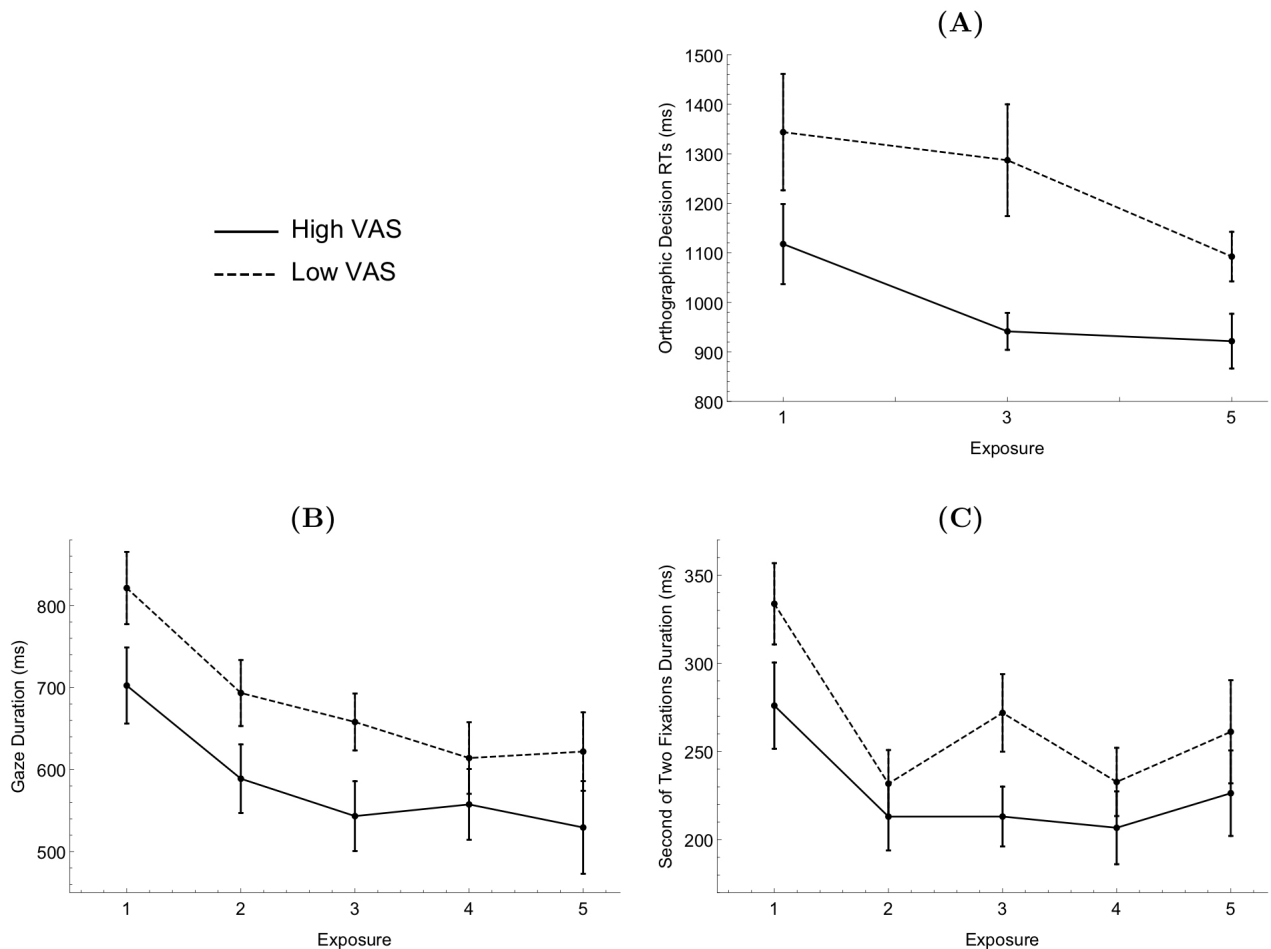 (A)
High VAS
Low VAS
Orthographic Decision RTs (ms)
1500
1400
1300
1200
1100
1000
900
800
1 3 5
Exposure
(B)
Gaze Duration (ms)
800
700
600
500
1 2 3 4 5
Exposure
(C)
Second of Two Fixations Duration (ms)
350
300
250
200
1 2 3 4 5
Exposure